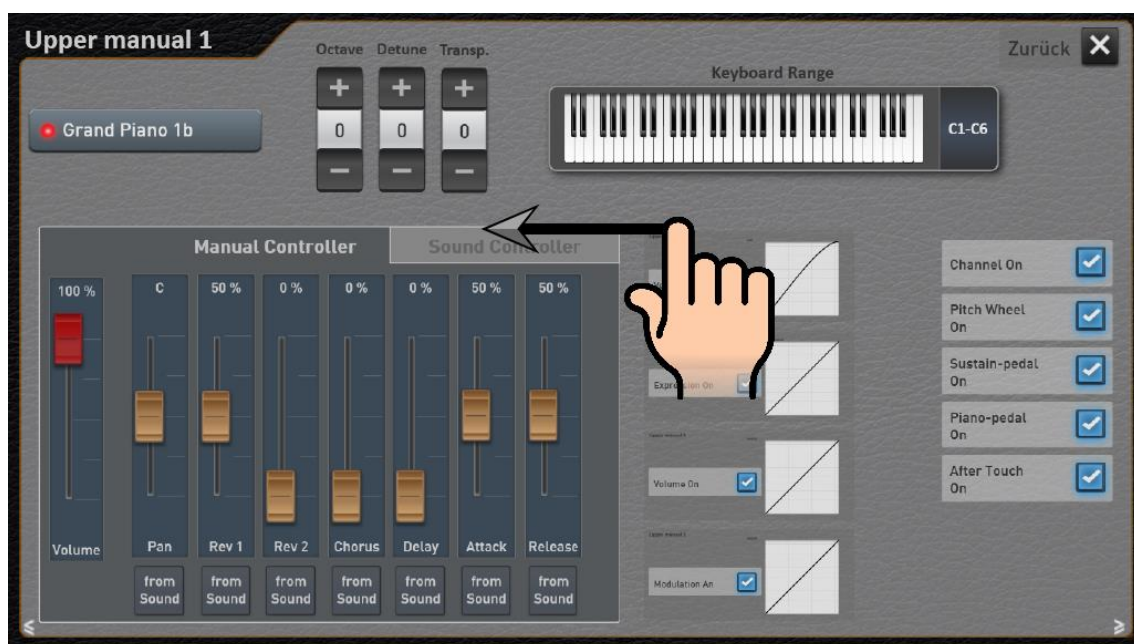 Upper manual 1
Octave Detune Transp.
Zurück
Keyboard Range
Grand Piano 1b
0 0 0
C1-C6
Manual Controller
Sound Controller
100 % C 50 % 0 % 0 % 0 % 50 % 50 %
Volume Pan Rev 1 Rev 2 Chorus Delay Attack Release
from from from from from from from
Sound Sound Sound Sound Sound Sound Sound
Expression On
Volume On
Modulation An
Channel On
Pitch Wheel
On
Sustain-pedal
On
Piano-pedal
On
After Touch
On